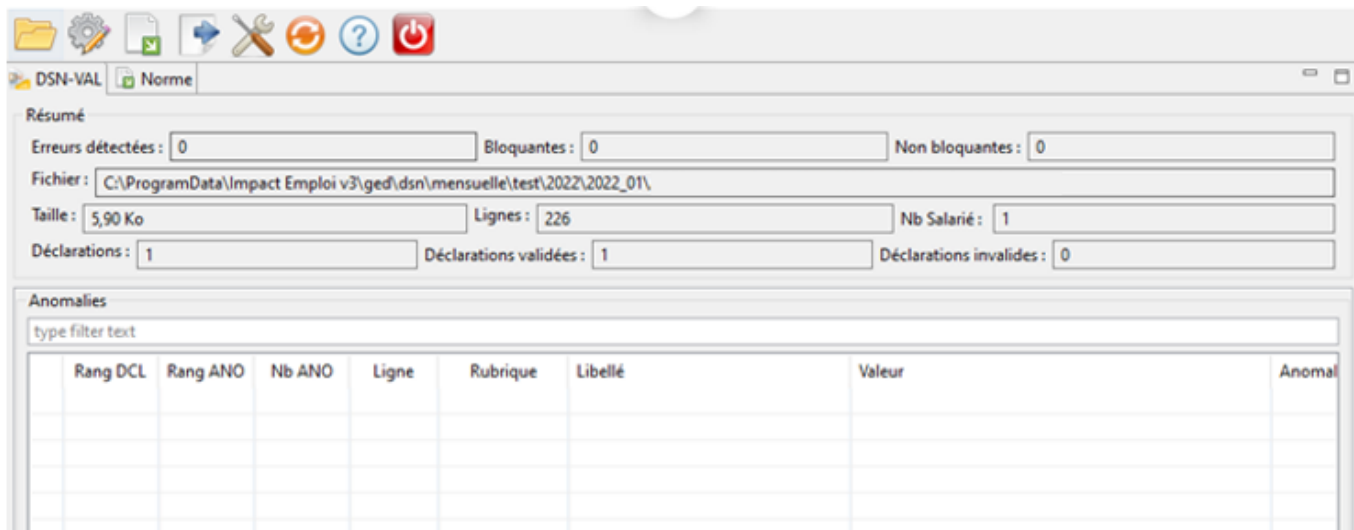 DSN-VAL Norme
Résumé
Erreurs détectées : 0 Bloquantes : 0 Non bloquantes : 0
Fichier : C:\ProgramData\Impact Emploi v3\ged\dsn\mensuelle\test\2022\2022_01\
Taille : 5,90 Ko Lignes : 226 Nb Salarié : 1
Déclarations : 1 Déclarations validées : 1 Déclarations invalides : 0
Anomalies
type filter text
Rang DCL Rang ANO Nb ANO Ligne Rubrique Libellé Valeur Anomal